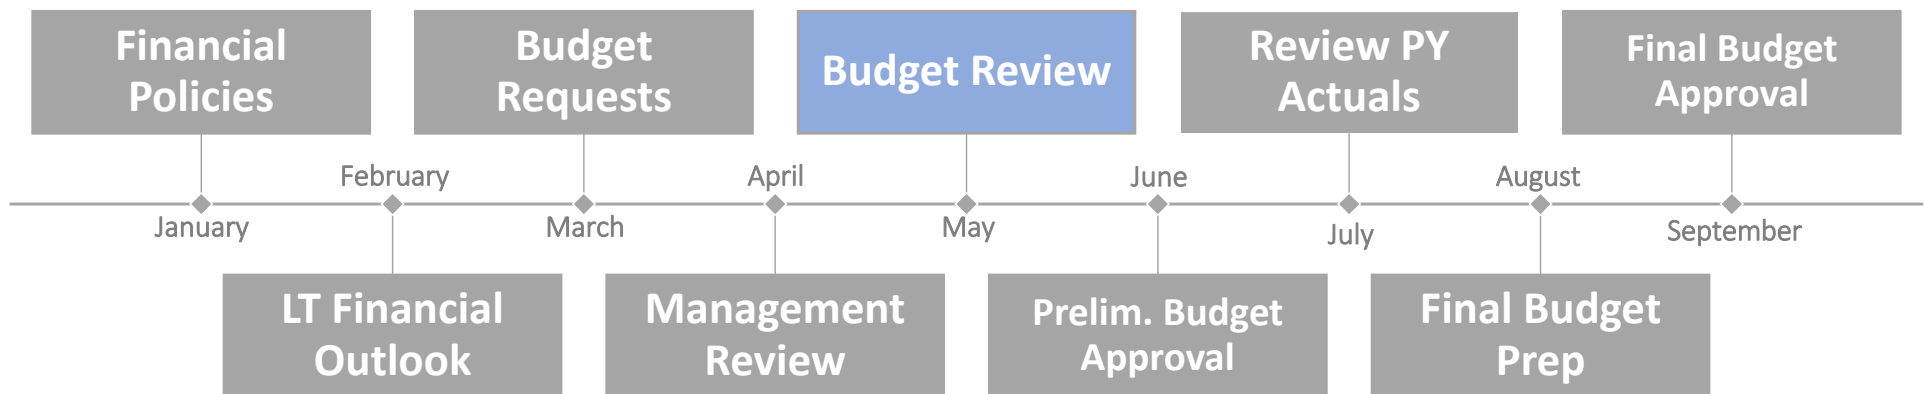 Financial
Policies
Budget
Requests
Budget Review
Review PY
Actuals
Final Budget
Approval
February
April
June
August
January
March
May
July
September
LT Financial
Outlook
Management
Review
Prelim. Budget
Approval
Final Budget
Prep